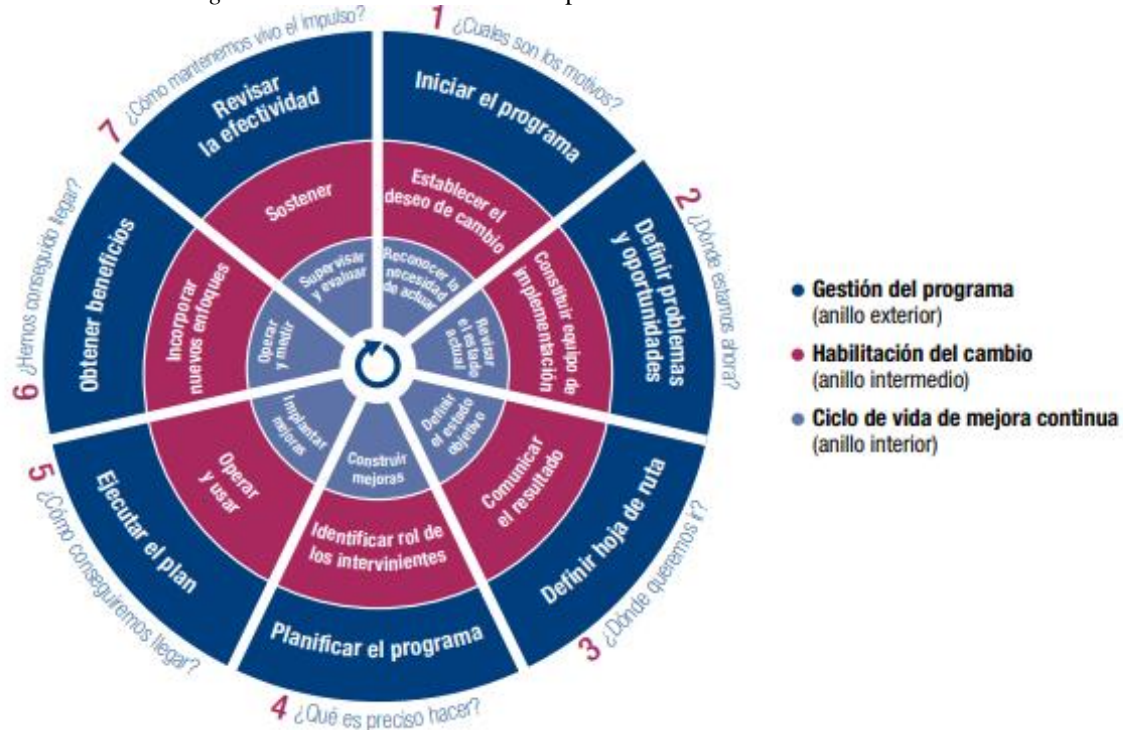 1 ¿Cuales son los motivos?
Iniciar el programa
Establecer el
deseo de cambio
Reconocer la
necesidad
de actuar
2 ¿Dónde estamos ahora?
Definir problemas
y oportunidades
Constituir equipo de
implementación
Revisar
el estado
actual
3 ¿Dónde queremos ir?
Definir hoja de ruta
Comunicar
el resultado
Definir
el estado
objetivo
4 ¿Qué es preciso hacer?
Planificar el programa
Identificar rol de
los intervinientes
Construir
mejoras
5 ¿Cómo conseguiremos llegar?
Ejecutar el plan
Operar
y usar
Implantar
mejoras
6 ¿Hemos conseguido llegar?
Obtener beneficios
Incorporar
nuevos enfoques
Operar
y medir
7 ¿Cómo mantenemos vivo el impulso?
Revisar
la efectividad
Sostener
Supervisar
y evaluar
Gestión del programa
(anillo exterior)
Habilitación del cambio
(anillo intermedio)
Ciclo de vida de mejora continua
(anillo interior)